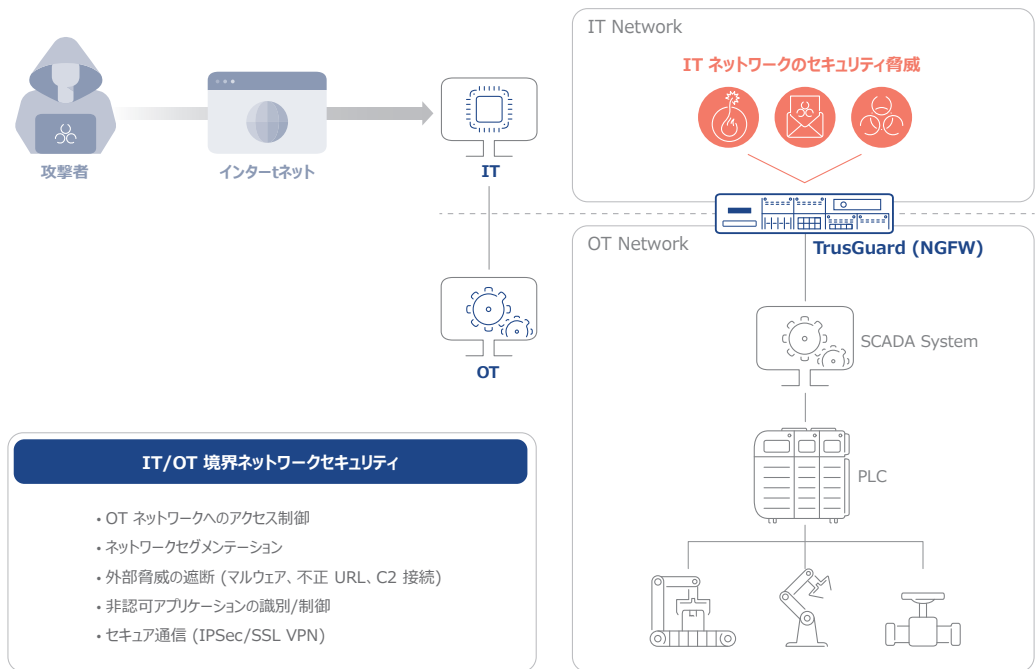 攻撃者
インターtネット
IT
OT
IT Network
IT ネットワークのセキュリティ脅威
TrusGuard (NGFW)
OT Network
SCADA System
PLC
IT/OT 境界ネットワークセキュリティ
• OT ネットワークへのアクセス制御
• ネットワークセグメンテーション
• 外部脅威の遮断 (マルウェア、不正 URL、C2 接続)
• 非認可アプリケーションの識別/制御
• セキュア通信 (IPSec/SSL VPN)